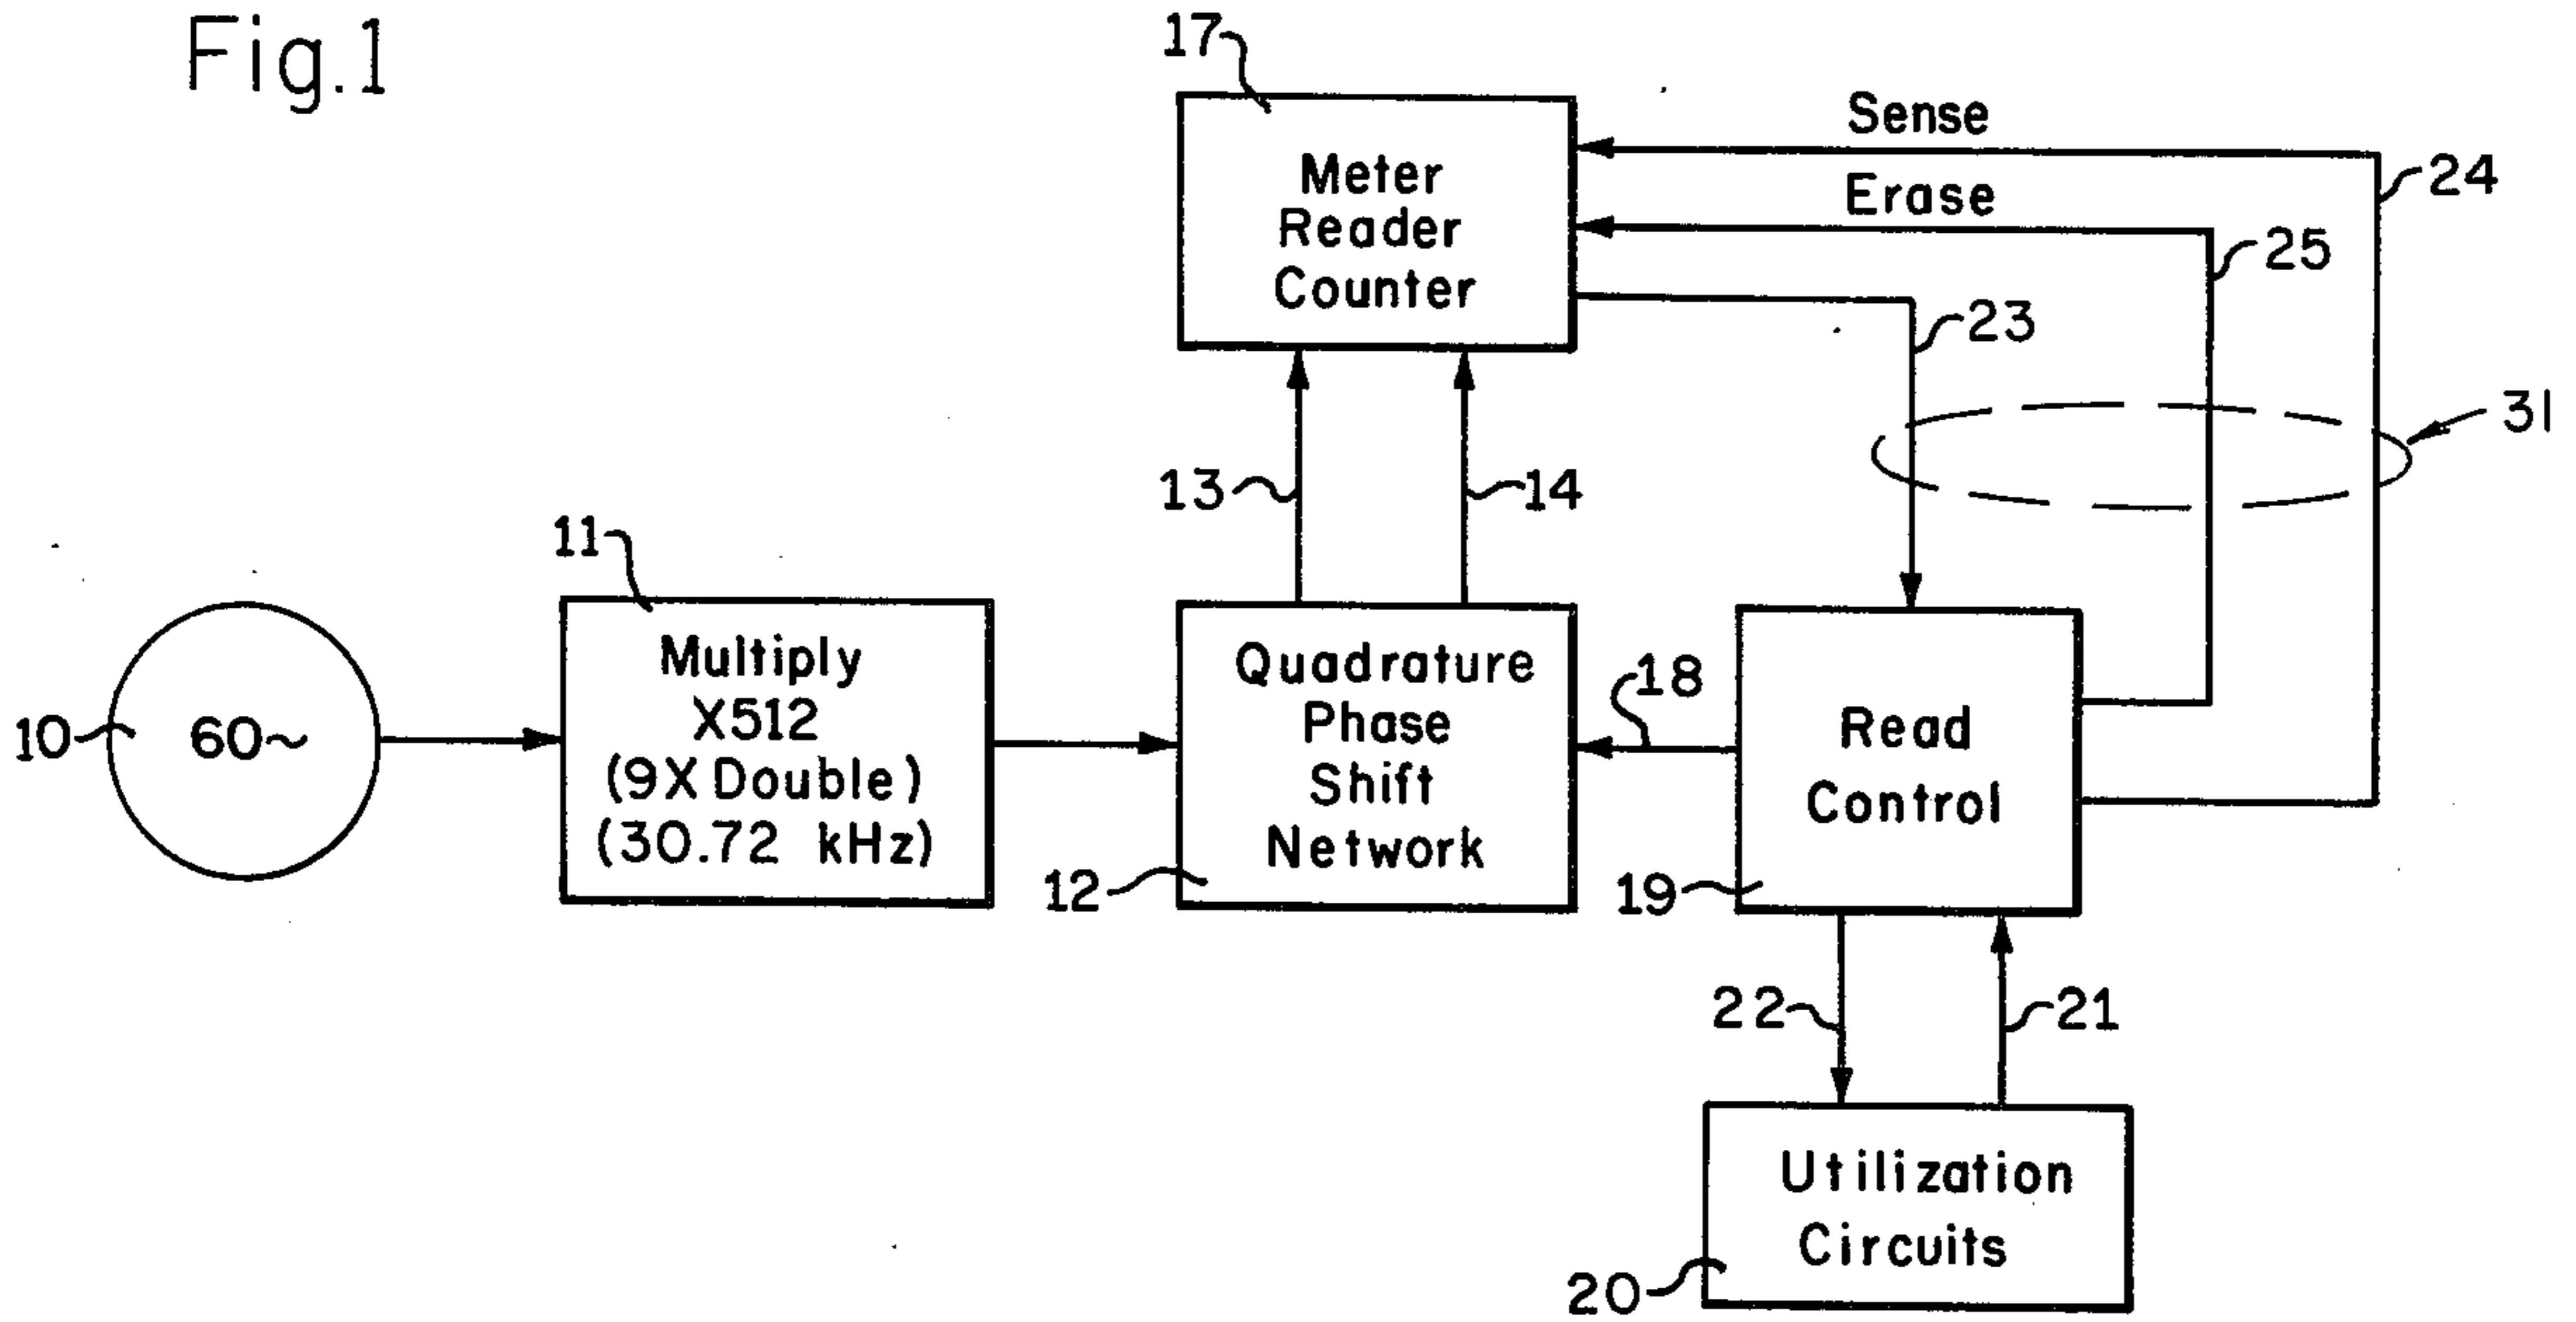 Fig.1
17
Meter
Reader
Counter
Sense
24
Erase
25
23
31
13
14
11
Multiply
X512
(9X Double)
(30.72 kHz)
10
60~
Quadrature
Phase
Shift
Network
12
18
Read
Control
19
22
21
Utilization
Circuits
20